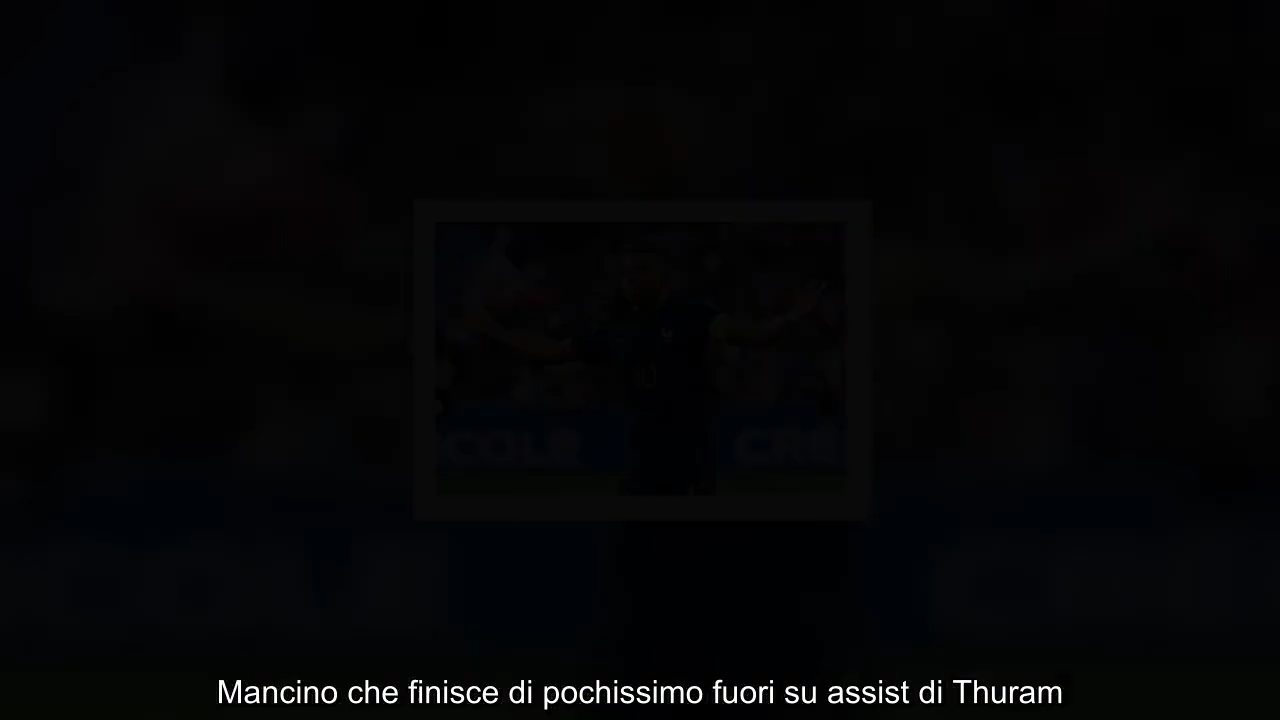 Mancino che finisce di pochissimo fuori su assist di Thuram